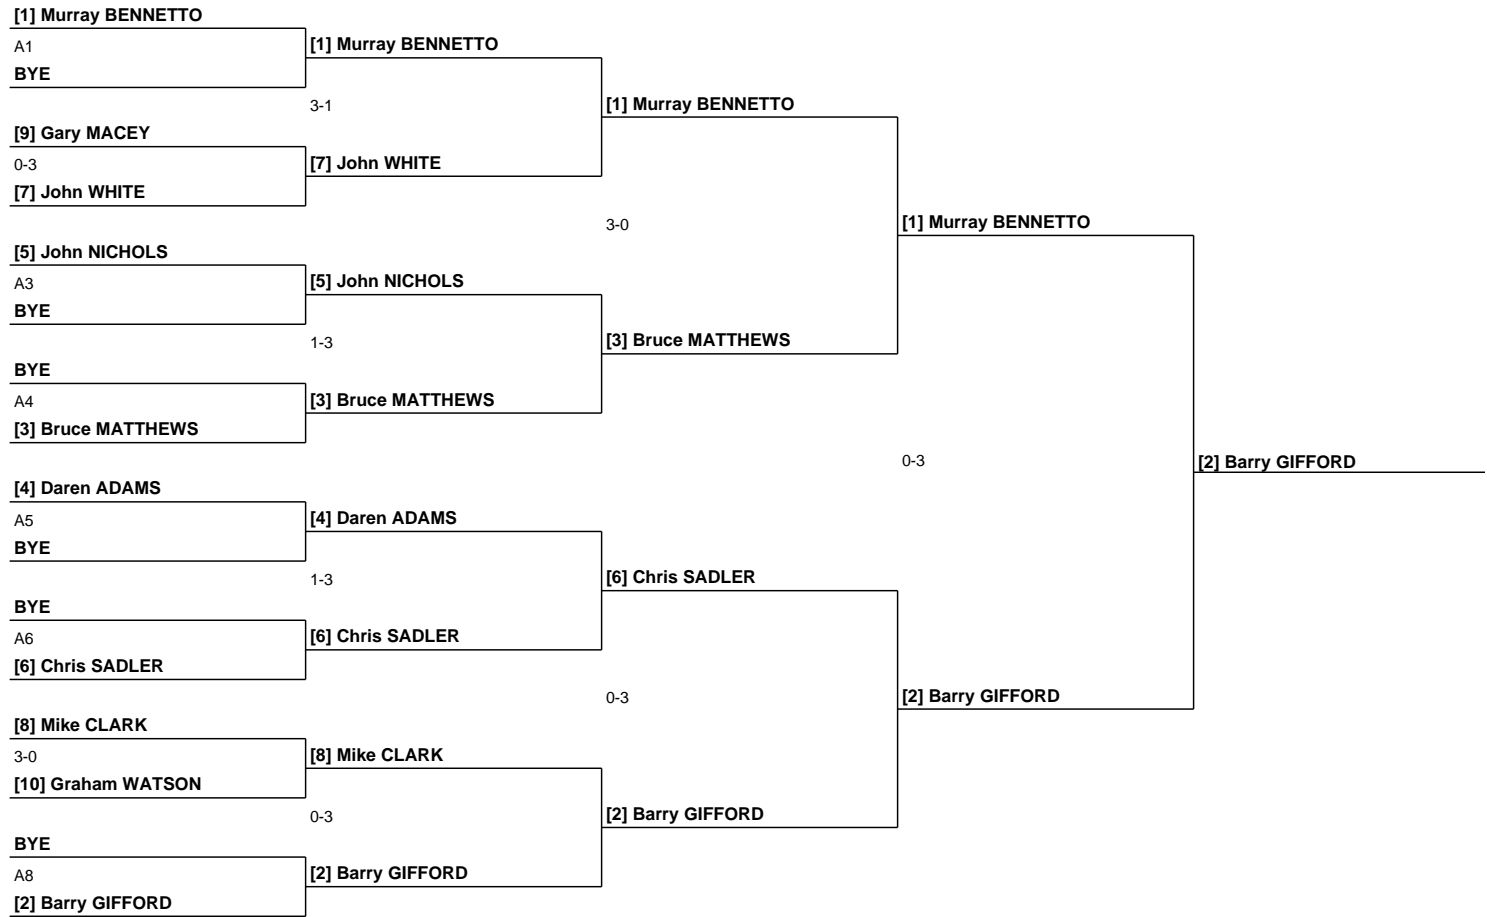 [1] Murray BENNETTO
A1
BYE
[1] Murray BENNETTO
3-1
[9] Gary MACEY
0-3
[7] John WHITE
[7] John WHITE
[1] Murray BENNETTO
3-0
[5] John NICHOLS
A3
BYE
[5] John NICHOLS
1-3
BYE
A4
[3] Bruce MATTHEWS
[3] Bruce MATTHEWS
[3] Bruce MATTHEWS
[1] Murray BENNETTO
0-3
[2] Barry GIFFORD
[4] Daren ADAMS
A5
BYE
[4] Daren ADAMS
1-3
BYE
A6
[6] Chris SADLER
[6] Chris SADLER
[6] Chris SADLER
0-3
[2] Barry GIFFORD
[8] Mike CLARK
3-0
[10] Graham WATSON
[8] Mike CLARK
0-3
BYE
A8
[2] Barry GIFFORD
[2] Barry GIFFORD
[2] Barry GIFFORD